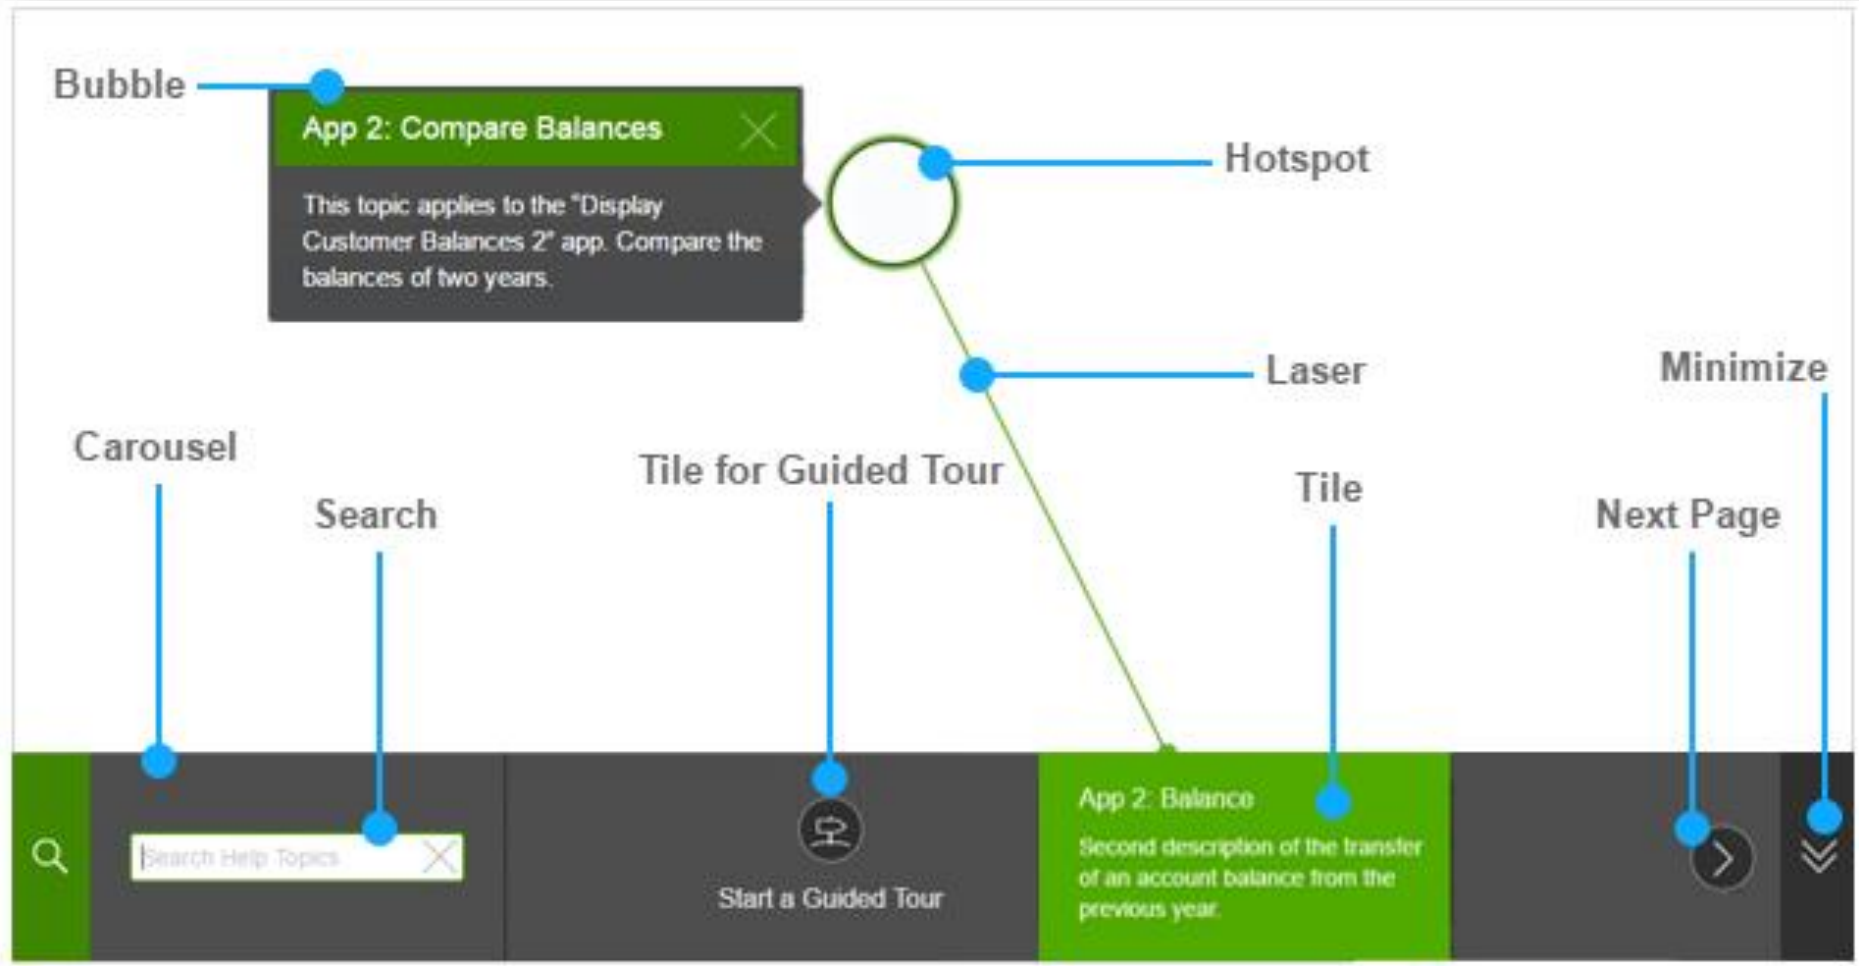 Bubble
App 2: Compare Balances
This topic applies to the "Display
Customer Balances 2" app. Compare the
balances of two years.
Hotspot
Laser
Minimize
Carousel
Search
Tile for Guided Tour
Tile
Next Page
Search Help Topics
Start a Guided Tour
App 2: Balance
Second description of the transfer
of an account balance from the
previous year.